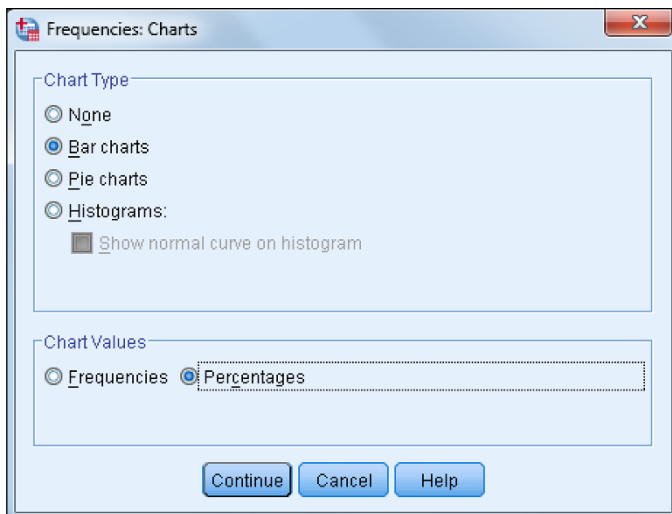 Frequencies: Charts
Chart Type
None
Bar charts
Pie charts
Histograms:
Show normal curve on histogram
Chart Values
Frequencies Percentages
Continue Cancel Help